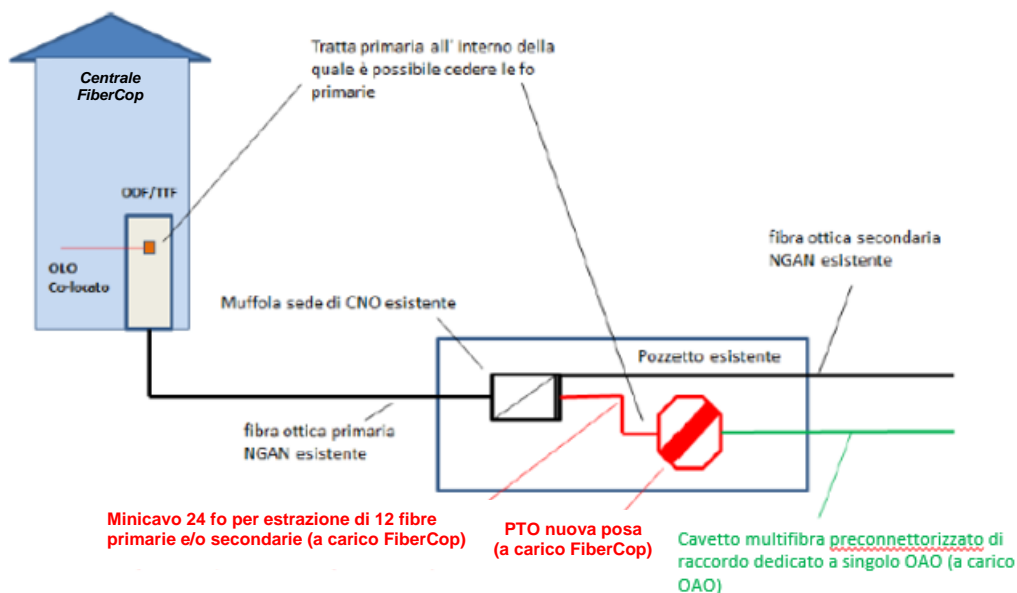 Centrale
FiberCop
Tratta primaria all' interno della
quale è possibile cedere le fo
primarie
ODF/TTF
OLO
Co-locato
fibra ottica secondaria
NGAN esistente
Muffola sede di CNO esistente
Pozzetto esistente
fibra ottica primaria
NGAN esistente
Minicavo 24 fo per estrazione di 12 fibre
primarie e/o secondarie (a carico FiberCop)
PTO nuova posa
(a carico FiberCop)
Cavetto multifibra preconnettorizzato di
raccordo dedicato a singolo OAO (a carico
OAO)